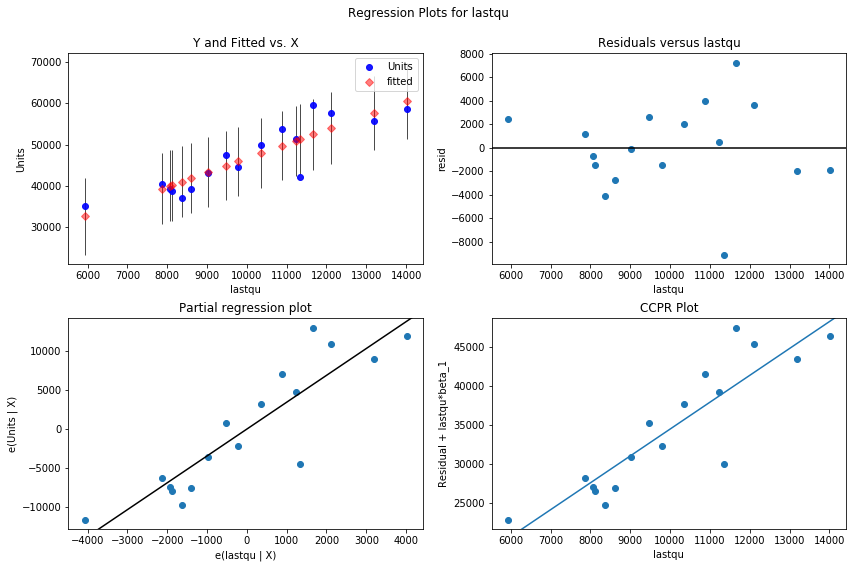 Regression Plots for lastqu
Y and Fitted vs. X
70000
60000
50000
40000
30000
Units
Units
fitted
6000 7000 8000 9000 10000 11000 12000 13000 14000
lastqu
Residuals versus lastqu
8000
6000
4000
2000
0
−2000
−4000
−6000
−8000
resid
6000 7000 8000 9000 10000 11000 12000 13000 14000
lastqu
Partial regression plot
10000
5000
0
−5000
−10000
e(Units | X)
−4000 −3000 −2000 −1000 0 1000 2000 3000 4000
e(lastqu | X)
CCPR Plot
45000
40000
35000
30000
25000
Residual + lastqu*beta_1
6000 7000 8000 9000 10000 11000 12000 13000 14000
lastqu